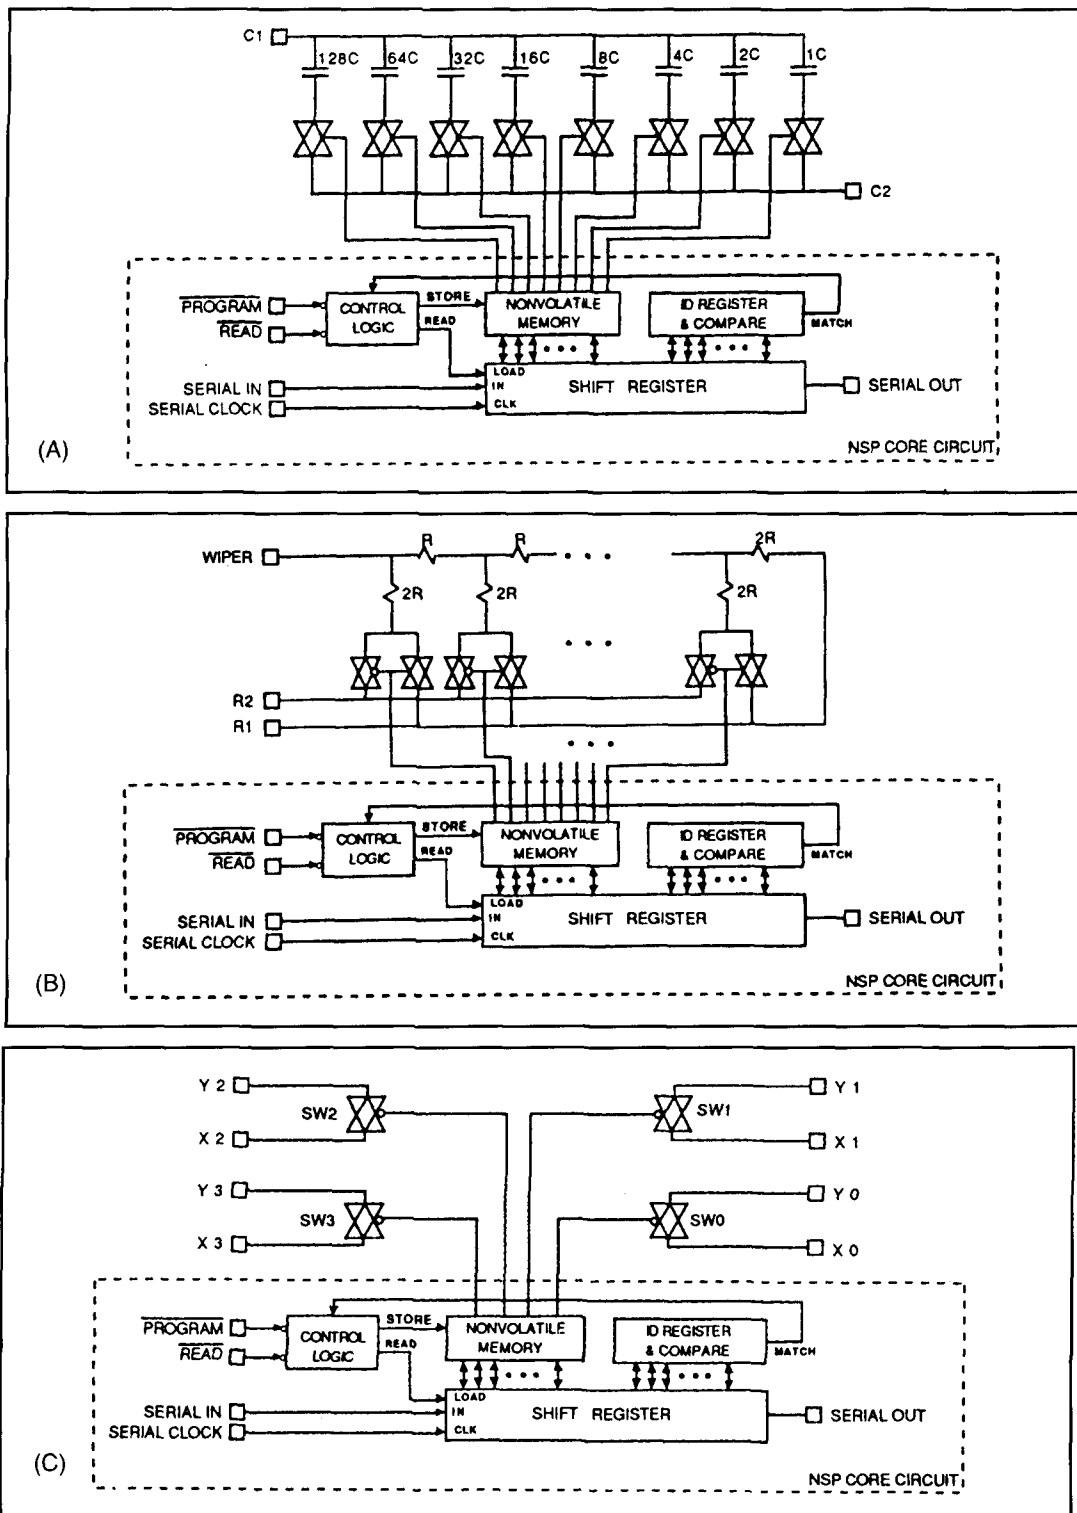 C1
128C 64C 32C 16C 8C 4C 2C 1C
C2
PROGRAM
READ
CONTROL
LOGIC
STORE
READ
NONVOLATILE
MEMORY
ID REGISTER
& COMPARE
MATCH
LOAD
IN
CLK
SHIFT REGISTER
SERIAL IN
SERIAL CLOCK
SERIAL OUT
(A)
NSP CORE CIRCUIT
WIPER
R R 2R
2R 2R 2R
R2
R1
PROGRAM
READ
CONTROL
LOGIC
STORE
READ
NONVOLATILE
MEMORY
ID REGISTER
& COMPARE
MATCH
LOAD
IN
CLK
SHIFT REGISTER
SERIAL IN
SERIAL CLOCK
SERIAL OUT
(B)
NSP CORE CIRCUIT
Y 2
SW2
X 2
Y 1
SW1
X 1
Y 3
SW3
X 3
Y 0
SW0
X 0
PROGRAM
READ
CONTROL
LOGIC
STORE
READ
NONVOLATILE
MEMORY
ID REGISTER
& COMPARE
MATCH
LOAD
IN
CLK
SHIFT REGISTER
SERIAL IN
SERIAL CLOCK
SERIAL OUT
(C)
NSP CORE CIRCUIT